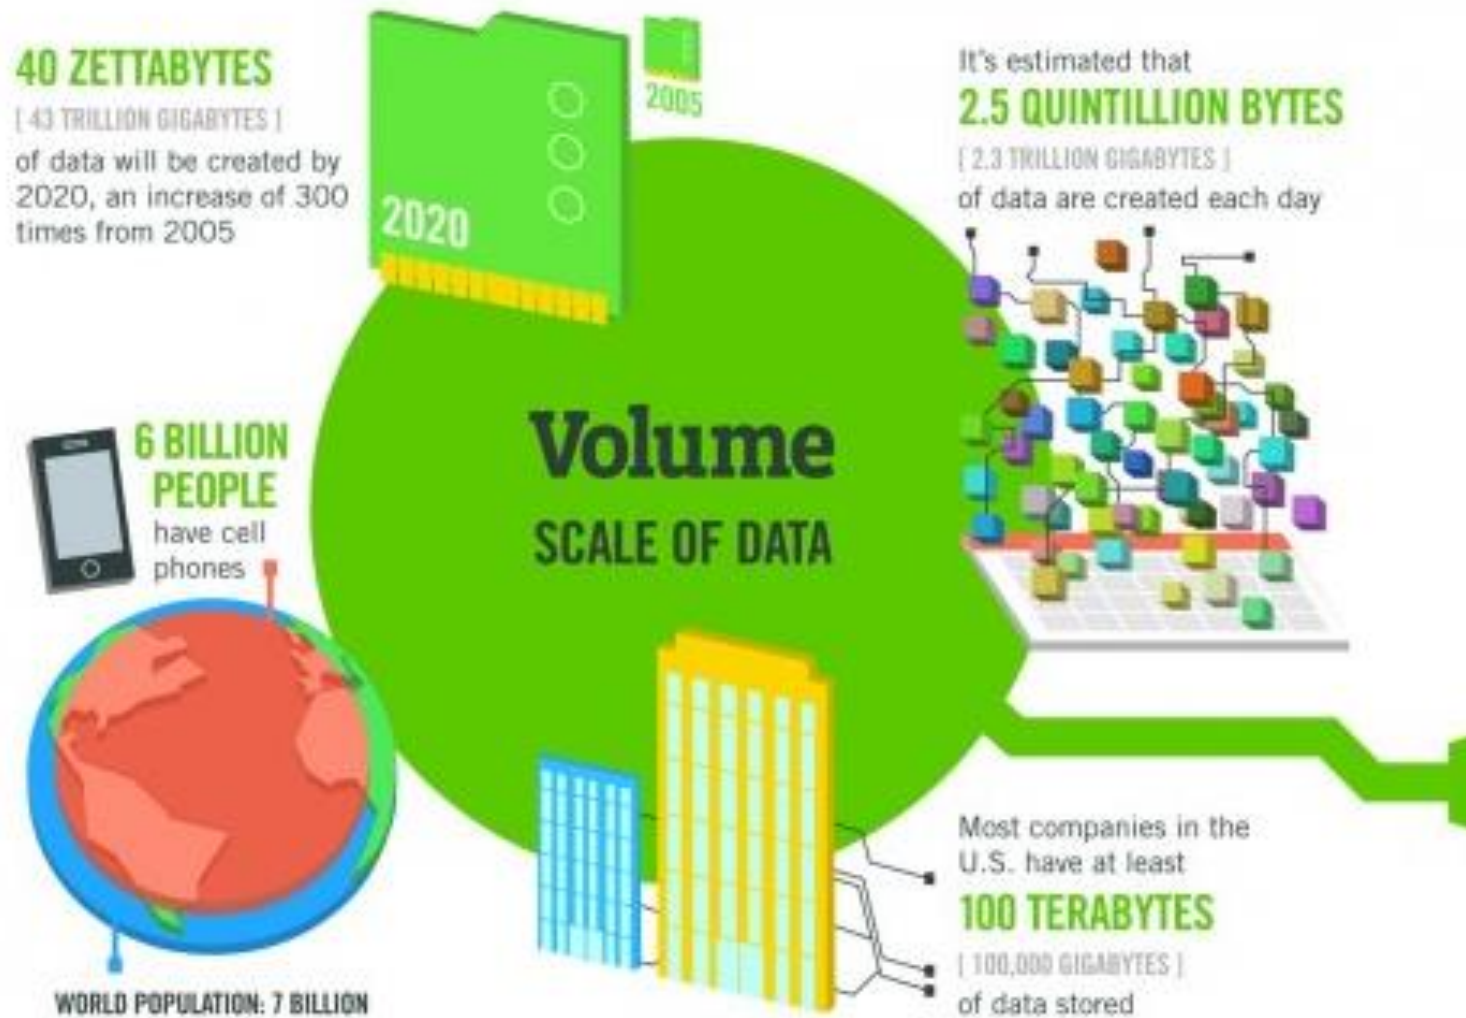 40 ZETTABYTES
[ 43 TRILLION GIGABYTES ]
of data will be created by
2020, an increase of 300
times from 2005
2020
2005
It's estimated that
2.5 QUINTILLION BYTES
[ 2.3 TRILLION GIGABYTES ]
of data are created each day
6 BILLION
PEOPLE
have cell
phones
WORLD POPULATION: 7 BILLION
Volume
SCALE OF DATA
Most companies in the
U.S. have at least
100 TERABYTES
[ 100,000 GIGABYTES ]
of data stored